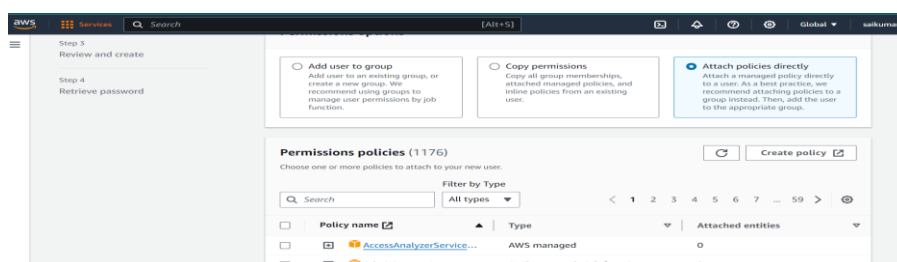 aws
Services
Search
[Alt+S]
Global
saikuma
Step 3
Review and create
Step 4
Retrieve password
Permissions options
Add user to group
Add user to an existing group, or
create a new group. We
recommend using groups to
manage user permissions by job
function.
Copy permissions
Copy all group memberships,
attached managed policies, and
inline policies from an existing
user.
Attach policies directly
Attach a managed policy directly
to a user. As a best practice, we
recommend attaching policies to a
group instead. Then, add the user
to the appropriate group.
Permissions policies (1176)
Create policy
Choose one or more policies to attach to your new user.
Filter by Type
Search
All types
< 1 2 3 4 5 6 7 ... 59 >
Policy name
Type
Attached entities
AccessAnalyzerService...
AWS managed
0